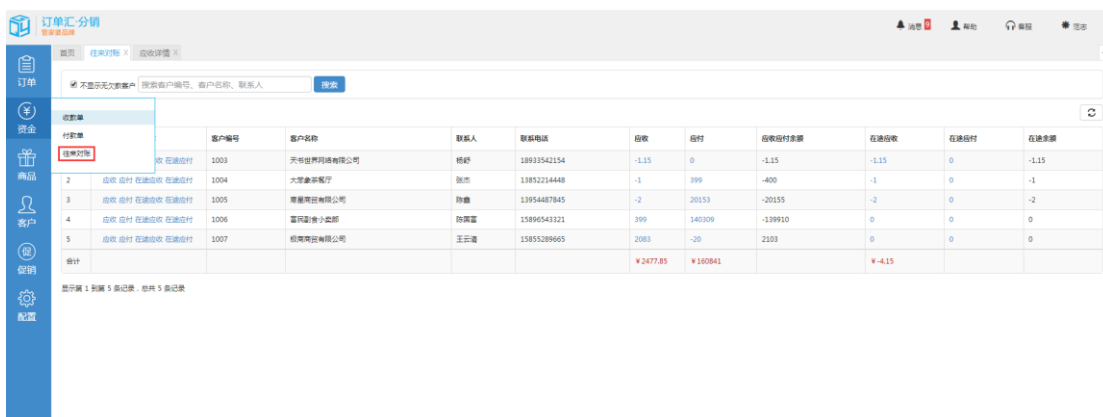 订单汇·分销
管家婆品牌
消息 9 帮助 客服 范志
首页 往来对账 X 应收详情 X
订单
资金
商品
客户
促
促销
配置
不显示无欠款客户 搜索客户编号、客户名称、联系人 搜索
收款单
付款单
往来对账
客户编号 客户名称 联系人 联系电话 应收 应付 应收应付余额 在途应收 在途应付 在途余额
应收 在途应付 1003 天书世界网络有限公司 杨舒 18933542154 -1.15 0 -1.15 -1.15 0 -1.15
2 应收 应付 在途应收 在途应付 1004 大笨象茶餐厅 张杰 13852214448 -1 399 -400 -1 0 -1
3 应收 应付 在途应收 在途应付 1005 商贸有限公司 13954487845 -2 20153 -20155 -2 0 -2
4 应收 应付 在途应收 在途应付 1006 富民副食小卖部 陈国富 15896543321 399 140309 -139910 0 0 0
5 应收 应付 在途应收 在途应付 1007 极商商贸有限公司 王云清 15855289665 2083 -20 2103 0 0 0
合计 ¥2477.85 ¥160841 ¥-4.15
显示第 1 到第 5 条记录，总共 5 条记录